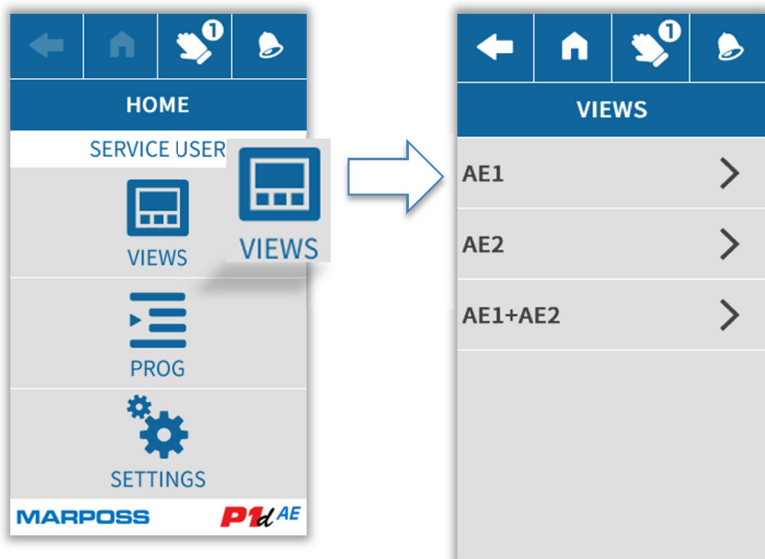 1
HOME
SERVICE USER
VIEWS
VIEWS
PROG
SETTINGS
MARPOSS P1d AE
1
VIEWS
AE1
AE2
AE1+AE2